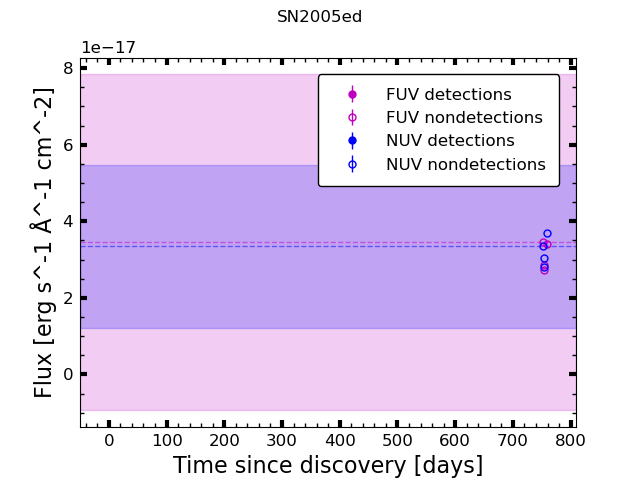 SN2005ed
1e−17
8
6
4
2
0
Flux [erg s^-1 Å^-1 cm^-2]
FUV detections
FUV nondetections
NUV detections
NUV nondetections
0 100 200 300 400 500 600 700 800
Time since discovery [days]